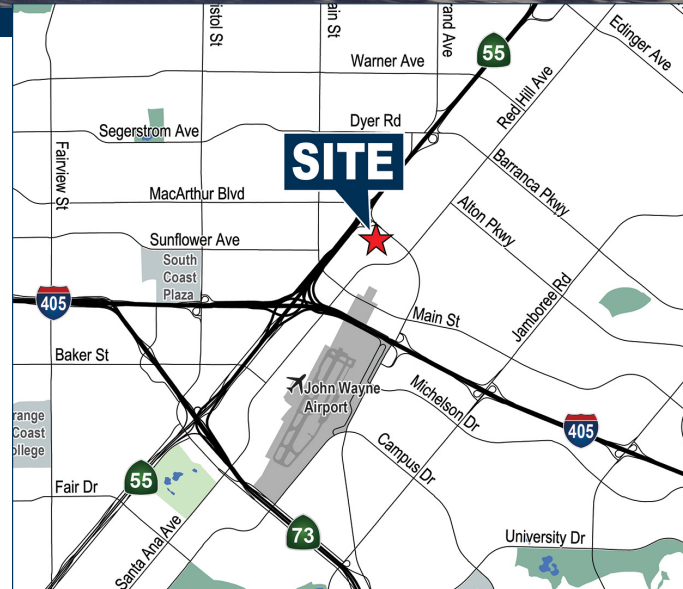 istol St
ain St
and Ave
55
Edinger Ave
Warner Ave
Red Hill Ave
Dyer Rd
Segerstrom Ave
SITE
Fairview St
Barranca Pkwy
MacArthur Blvd
Alton Pkwy
Sunflower Ave
South
Coast
Plaza
405
Main St
Jamboree Rd
Baker St
John Wayne
Airport
Michelson Dr
range
Coast
ollege
405
Campus Dr
55
Fair Dr
73
University Dr
Santa Ana Ave